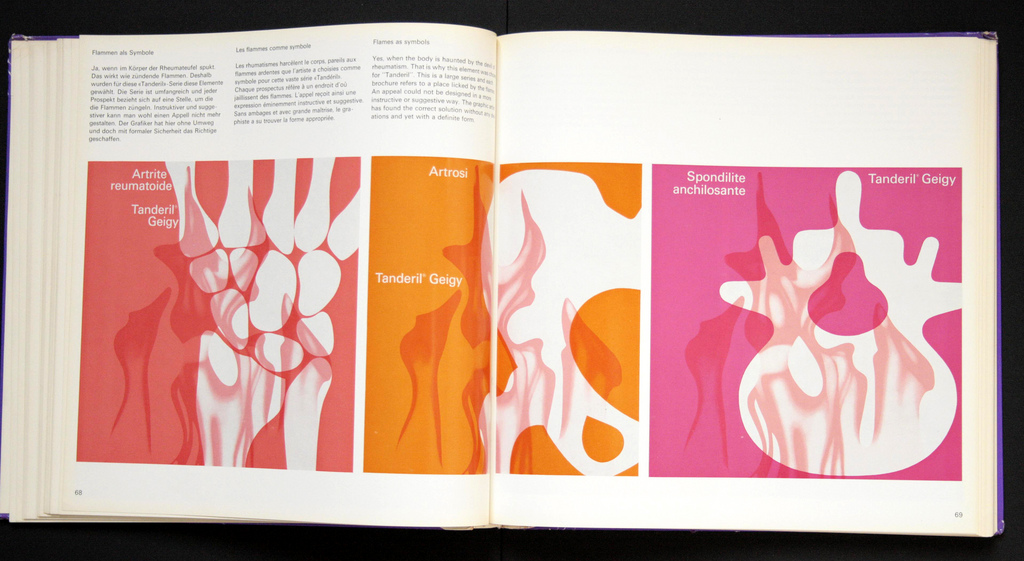 Flammen als Symbole
Ja, wenn im Körper der Rheumateufel spukt.
Das wirkt wie zündende Flammen. Deshalb
wurden für diese «Tanderil»-Serie diese Elemente
gewählt. Die Serie ist umfangreich und jeder
Prospekt bezieht sich auf eine Stelle, um die
die Flammen züngeln. Instruktiver und sugge-
stiver kann man wohl einen Appell nicht mehr
gestalten. Der Grafiker hat hier ohne Umweg
und doch mit formaler Sicherheit das Richtige
geschaffen.
Les flammes comme symbole
Les rhumatismes harcèlent le corps, pareils aux
flammes ardentes que l'artiste a choisies comme
symbole pour cette vaste série «Tandéril».
Chaque prospectus réfère à un endroit d'où
jaillissent des flammes. L'appel reçoit ainsi une
expression éminemment instructive et suggestive.
Sans ambages et avec grande maîtrise, le gra-
phiste a su trouver la forme appropriée.
Flames as symbols
Yes, when the body is haunted by the
rheumatism. That is why this element was
for "Tanderil". This is a large series and
brochure refers to a place licked by the
An appeal could not be designed in a more
instructive or suggestive way. The graphic
has found the correct solution without
ations and yet with a definite form.
Artrite
reumatoide
Tanderil®
Geigy
Artrosi
Tanderil® Geigy
Spondilite
anchilosante
Tanderil® Geigy
68
69